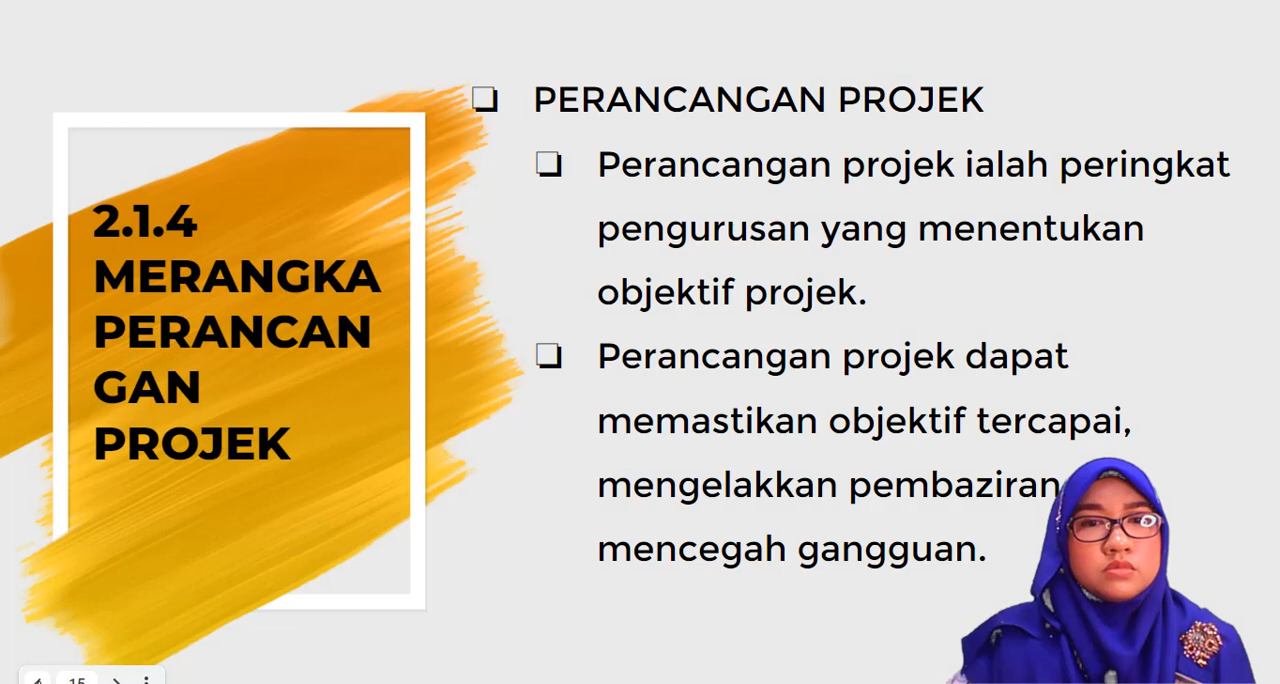 2.1.4
MERANGKA
PERANCAN
GAN
PROJEK
❏ PERANCANGAN PROJEK
❏ Perancangan projek ialah peringkat
pengurusan yang menentukan
objektif projek.
❏ Perancangan projek dapat
memastikan objektif tercapai,
mengelakkan pembaziran
mencegah gangguan.
15